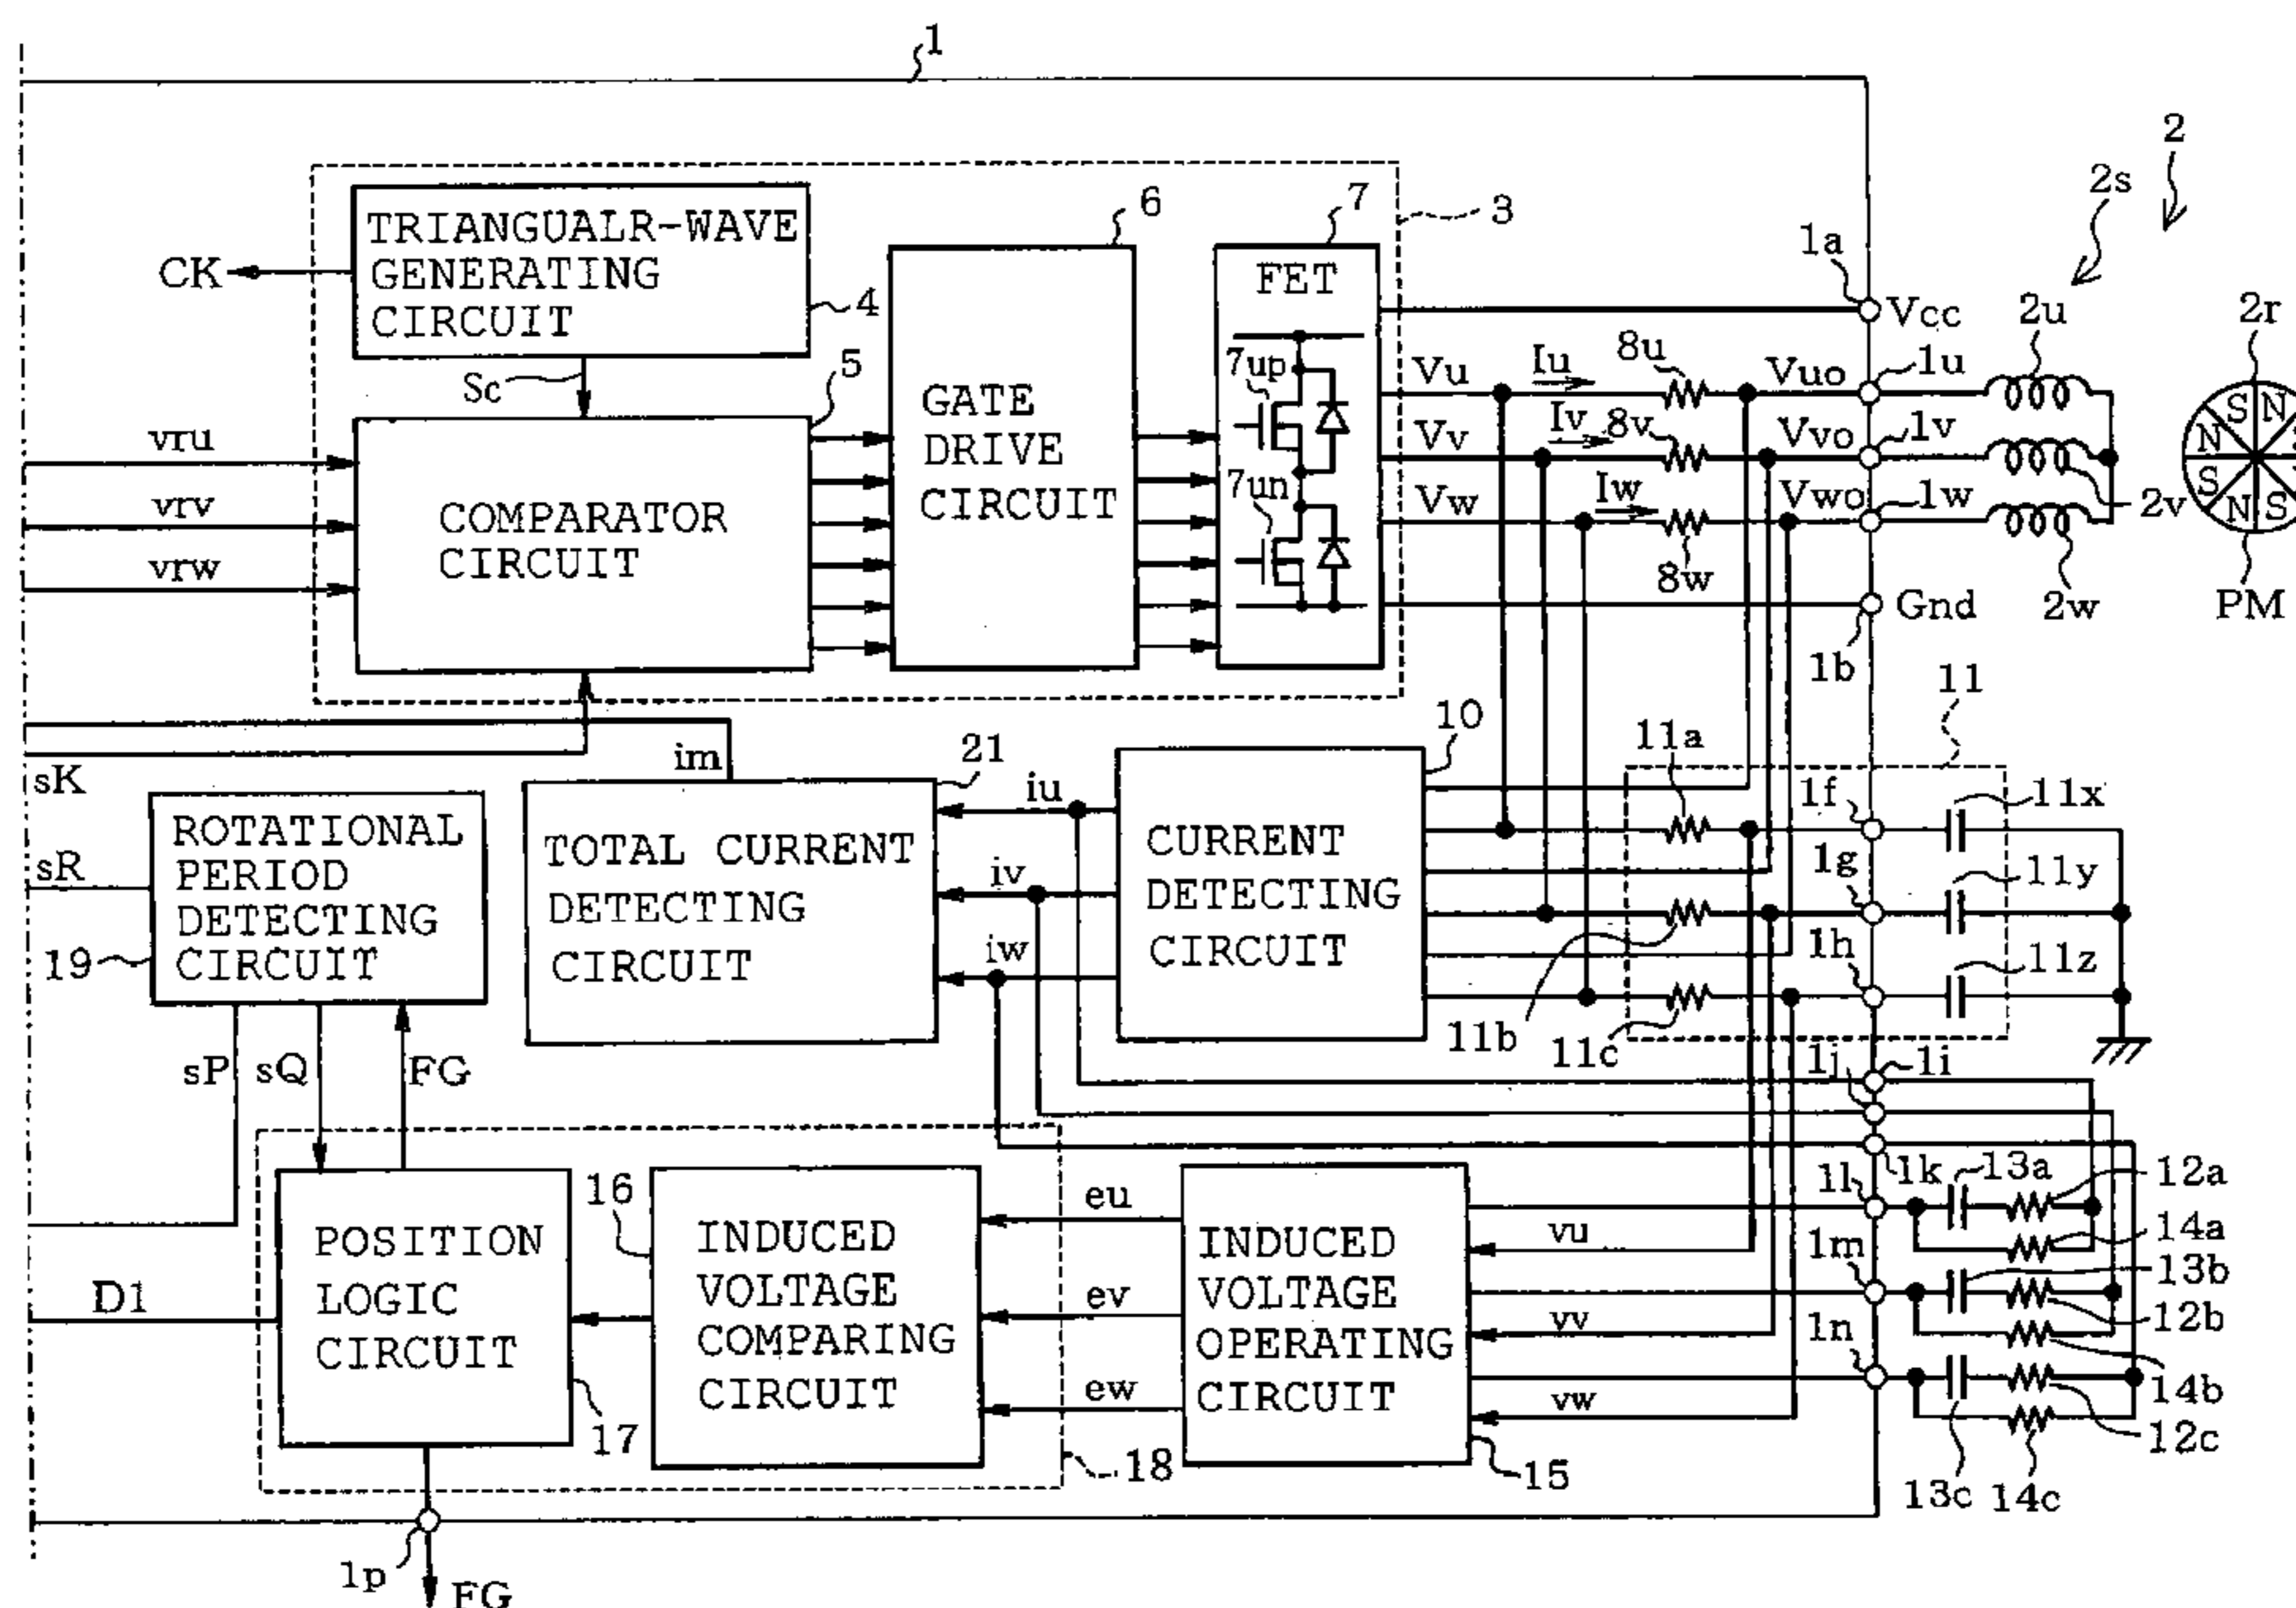 1
2
2s
TRIANGUALR-WAVE
GENERATING
CIRCUIT
CK
4
Sc
3
6
7
FET
7up
7un
1a
Vcc
2u
2r
5
GATE
DRIVE
CIRCUIT
Vu
Iu
8u
Vuo
1u
vru
Vv
Iv
8v
Vvo
1v
vrv
COMPARATOR
CIRCUIT
Vw
Iw
Vwo
1w
2v
vrw
8w
2w
PM
S
N
N
S
N
S
Gnd
1b
11
10
im
21
sK
11a
1f
11x
ROTATIONAL
PERIOD
DETECTING
CIRCUIT
19
sR
TOTAL CURRENT
DETECTING
CIRCUIT
iu
iv
iw
CURRENT
DETECTING
CIRCUIT
1g
11y
1h
11z
11b
11c
sP
sQ
FG
1j
1i
1k
13a
12a
1l
16
eu
vu
14a
1m
13b
POSITION
LOGIC
CIRCUIT
INDUCED
VOLTAGE
COMPARING
CIRCUIT
INDUCED
VOLTAGE
OPERATING
CIRCUIT
D1
ev
vv
12b
1n
ew
vw
14b
12c
17
18
15
13c
14c
1p
FG